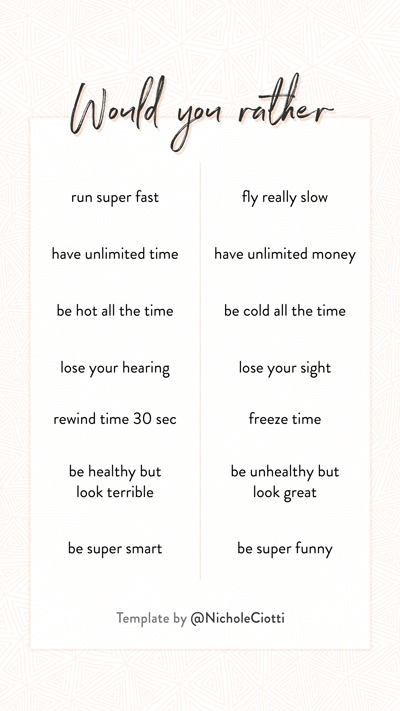 Would you rather
run super fast
fly really slow
have unlimited time
have unlimited money
be hot all the time
be cold all the time
lose your hearing
lose your sight
rewind time 30 sec
freeze time
be healthy but
look terrible
be unhealthy but
look great
be super smart
be super funny
Template by @NicholeCiotti